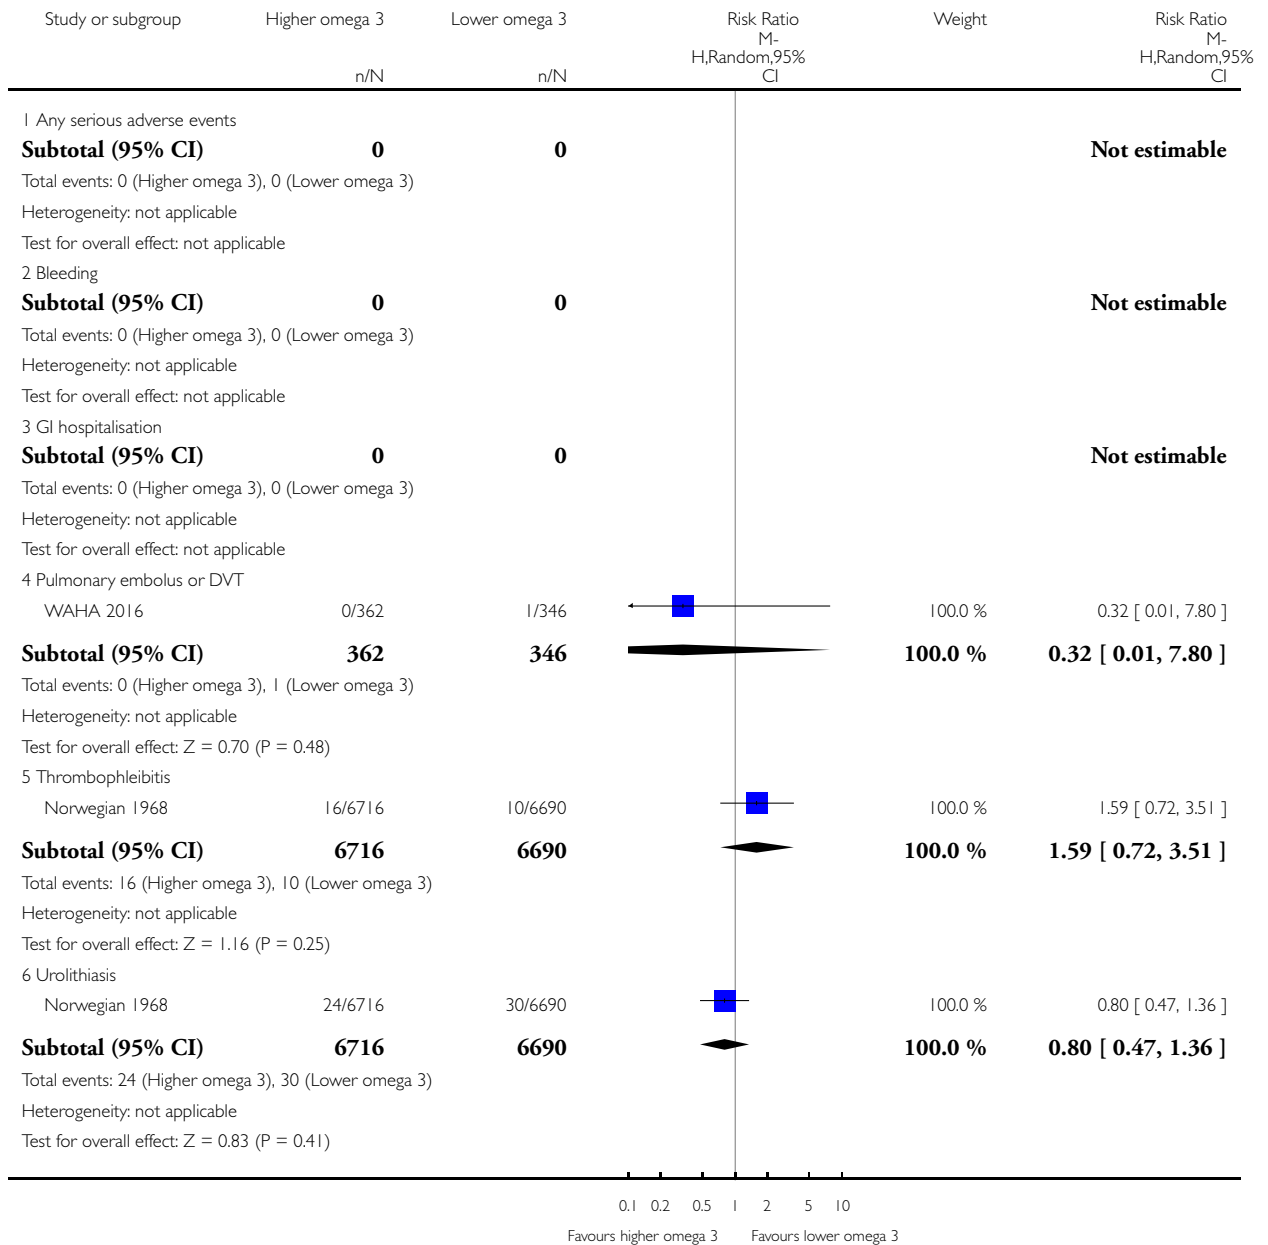 Study or subgroup Higher omega 3 Lower omega 3 Risk Ratio Weight Risk Ratio
M- M-
H,Random,95% H,Random,95%
n/N n/N CI CI
1 Any serious adverse events
Subtotal (95% CI) 0 0 Not estimable
Total events: 0 (Higher omega 3), 0 (Lower omega 3)
Heterogeneity: not applicable
Test for overall effect: not applicable
2 Bleeding
Subtotal (95% CI) 0 0 Not estimable
Total events: 0 (Higher omega 3), 0 (Lower omega 3)
Heterogeneity: not applicable
Test for overall effect: not applicable
3 GI hospitalisation
Subtotal (95% CI) 0 0 Not estimable
Total events: 0 (Higher omega 3), 0 (Lower omega 3)
Heterogeneity: not applicable
Test for overall effect: not applicable
4 Pulmonary embolus or DVT
WAHA 2016 0/362 1/346 100.0 % 0.32 [ 0.01, 7.80 ]
Subtotal (95% CI) 362 346 100.0 % 0.32 [ 0.01, 7.80 ]
Total events: 0 (Higher omega 3), 1 (Lower omega 3)
Heterogeneity: not applicable
Test for overall effect: Z = 0.70 (P = 0.48)
5 Thrombophleibitis
Norwegian 1968 16/6716 10/6690 100.0 % 1.59 [ 0.72, 3.51 ]
Subtotal (95% CI) 6716 6690 100.0 % 1.59 [ 0.72, 3.51 ]
Total events: 16 (Higher omega 3), 10 (Lower omega 3)
Heterogeneity: not applicable
Test for overall effect: Z = 1.16 (P = 0.25)
6 Urolithiasis
Norwegian 1968 24/6716 30/6690 100.0 % 0.80 [ 0.47, 1.36 ]
Subtotal (95% CI) 6716 6690 100.0 % 0.80 [ 0.47, 1.36 ]
Total events: 24 (Higher omega 3), 30 (Lower omega 3)
Heterogeneity: not applicable
Test for overall effect: Z = 0.83 (P = 0.41)
0.1 0.2 0.5 1 2 5 10
Favours higher omega 3 Favours lower omega 3